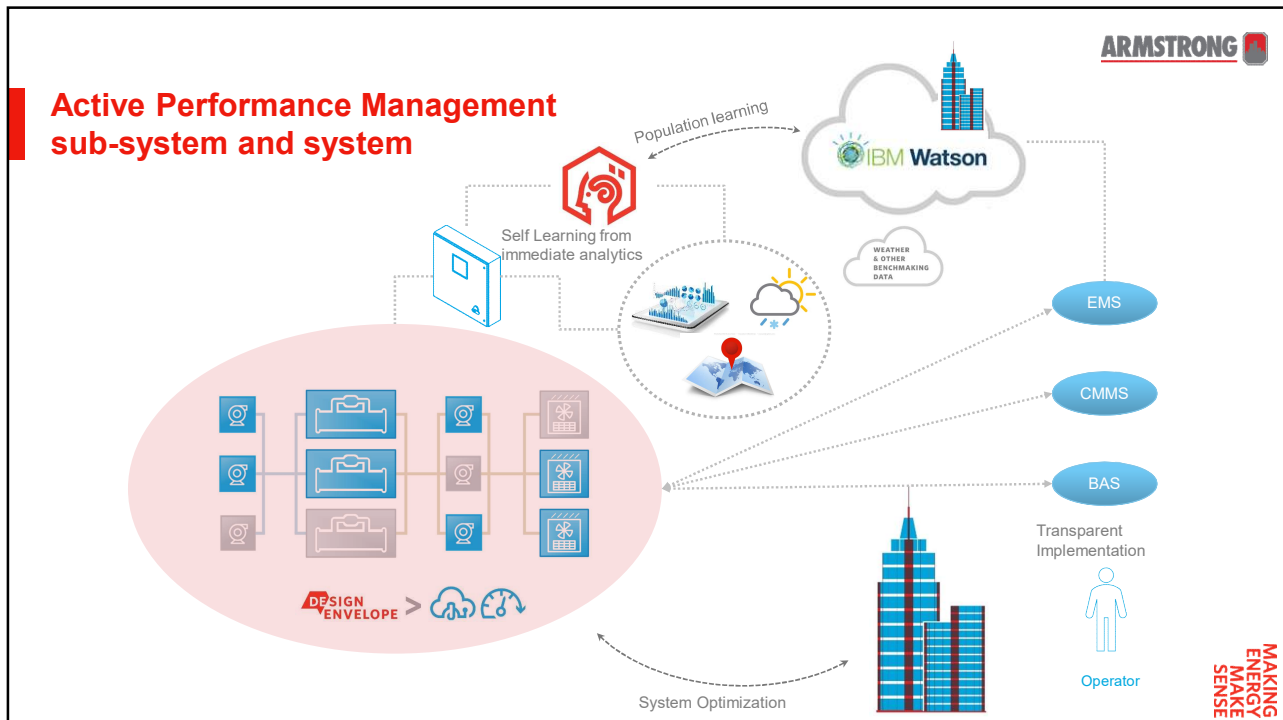 ARMSTRONG
Active Performance Management
sub-system and system
Population learning
IBM Watson
Self Learning from
immediate analytics
WEATHER
& OTHER
BENCHMAKING
DATA
EMS
CMMS
BAS
Transparent
Implementation
Operator
DESIGN
ENVELOPE >
System Optimization
MAKING
ENERGY
MAKE
SENSE